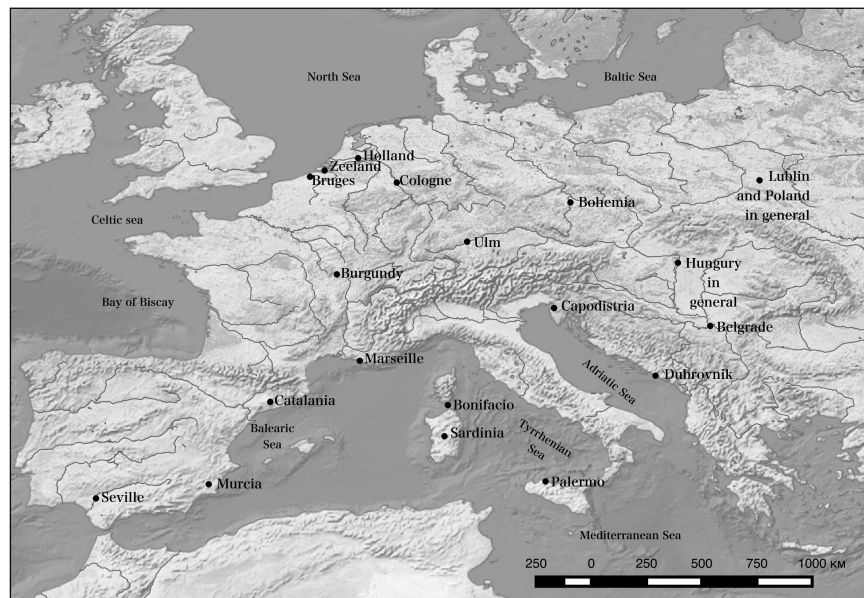 North Sea
Baltic Sea
Holland
Zeeland
Bruges
Cologne
Lublin
and Poland
in general
Bohemia
Celtic sea
Ulm
Hungury
in
general
Burgundy
Bay of Biscay
Capodistria
Belgrade
Marseille
Adriatic Sea
Dubrovnik
Catalania
Bonifacio
Balearic
Sea
Sardinia
Tyrrhenian
Sea
Murcia
Palermo
Seville
Mediterranean Sea
250 0 250 500 750 1000 км